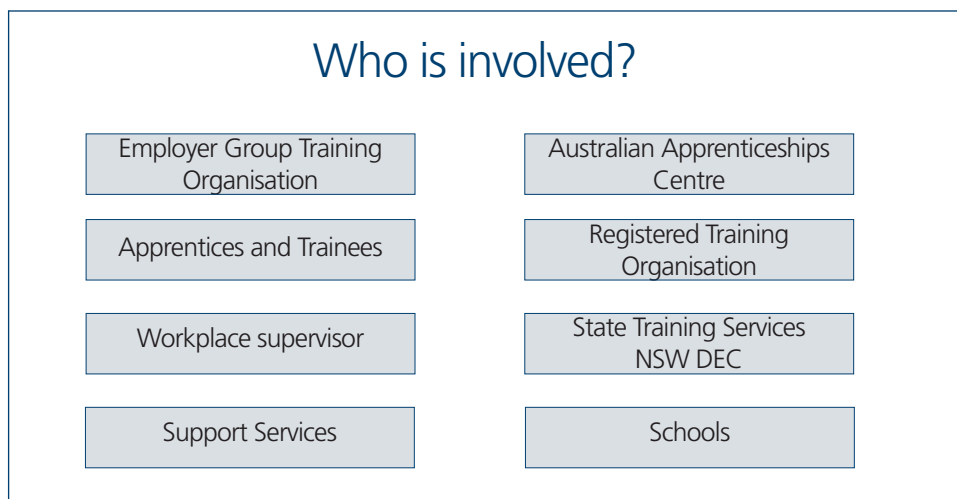 Who is involved?
Employer Group Training
Organisation
Australian Apprenticeships
Centre
Apprentices and Trainees
Registered Training
Organisation
Workplace supervisor
State Training Services
NSW DEC
Support Services
Schools